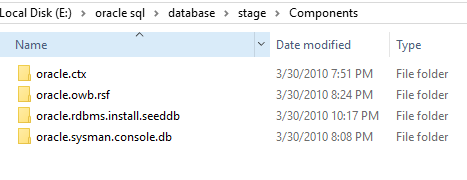 Local Disk (E:) > oracle sql > database > stage > Components
Name Date modified Type
oracle.ctx 3/30/2010 7:51 PM File folder
oracle.owb.rsf 3/30/2010 8:24 PM File folder
oracle.rdbms.install.seeddb 3/30/2010 10:17 PM File folder
oracle.sysman.console.db 3/30/2010 8:08 PM File folder